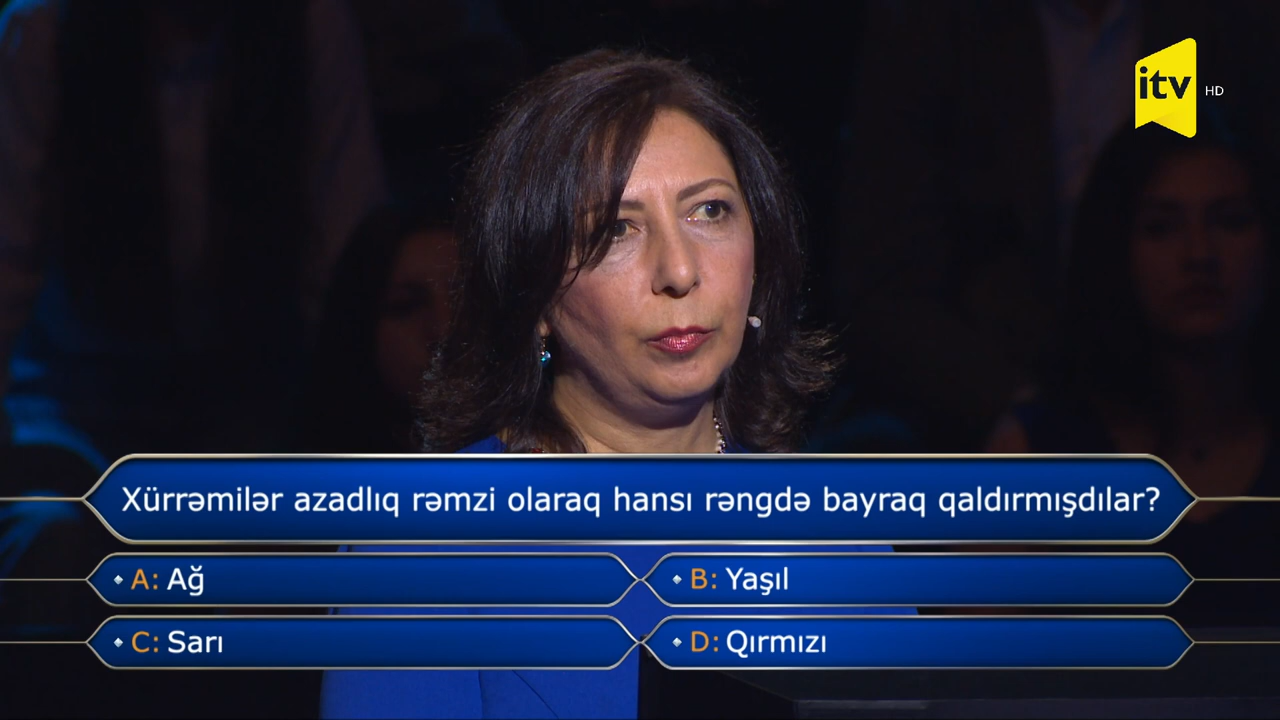 itv HD
Xürrəmilər azadlıq rəmzi olaraq hansı rəngdə bayraq qaldırmışdılar?
A: Ağ
B: Yaşıl
C: Sarı
D: Qırmızı